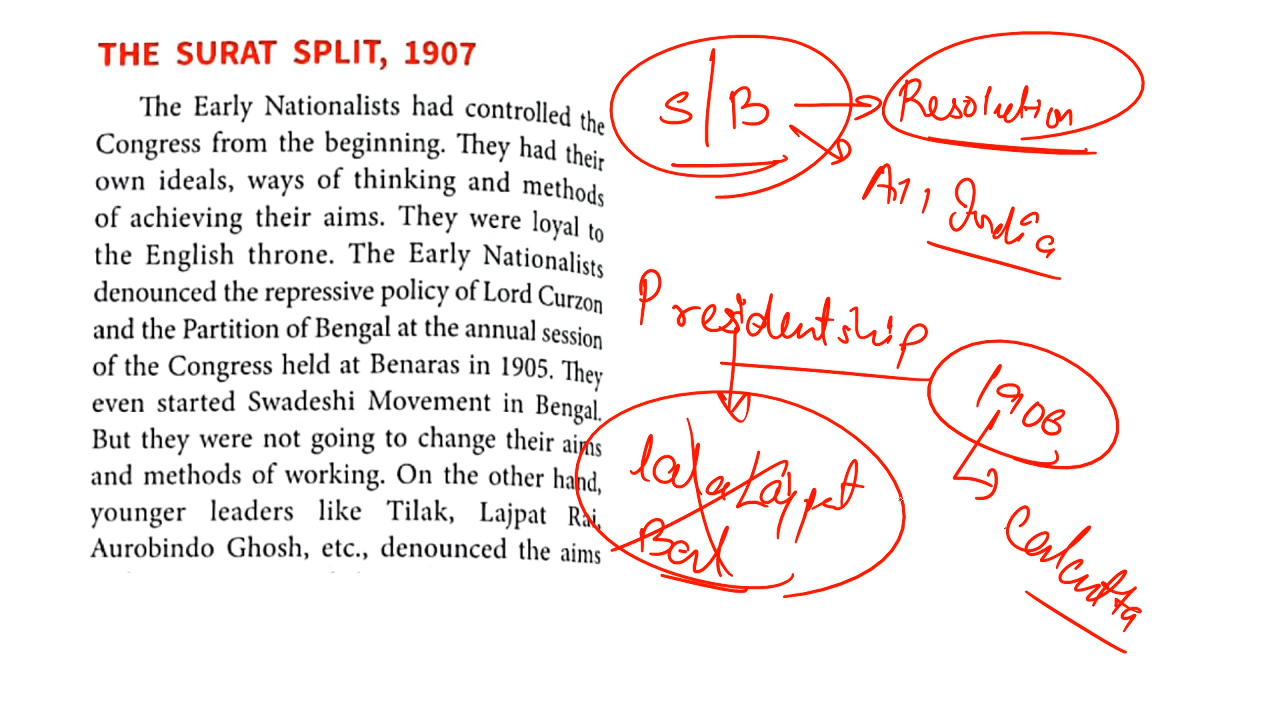 THE SURAT SPLIT, 1907
The Early Nationalists had controlled the
Congress from the beginning. They had their
own ideals, ways of thinking and methods
of achieving their aims. They were loyal to
the English throne. The Early Nationalists
denounced the repressive policy of Lord Curzon
and the Partition of Bengal at the annual session
of the Congress held at Benaras in 1905. They
even started Swadeshi Movement in Bengal.
But they were not going to change their aims
and methods of working. On the other hand,
younger leaders like Tilak, Lajpat Rai,
Aurobindo Ghosh, etc., denounced the aims
S|B → Resolution
All India
Presidentship
1906
Lala Lajpat
Calcutta